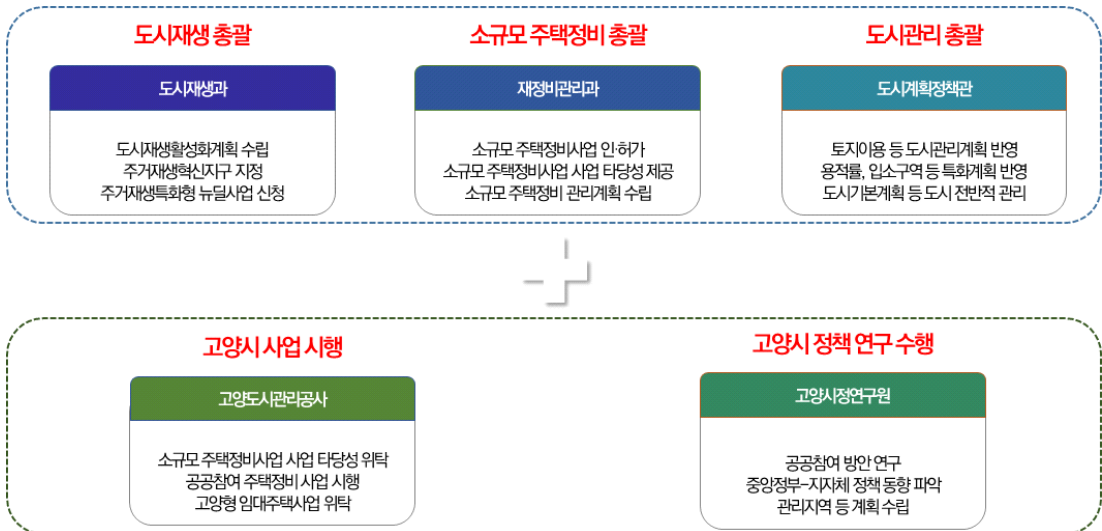 도시재생 총괄
소규모 주택정비 총괄
도시관리 총괄
도시재생과
재정비관리과
도시계획정책관
도시재생활성화계획 수립
주거재생혁신지구 지정
주거재생특화형 뉴딜사업 신청
소규모 주택정비사업 인·허가
소규모 주택정비사업 사업 타당성 제공
소규모 주택정비 관리계획 수립
토지이용 등 도시관리계획 반영
용적률, 입소구역 등 특화계획 반영
도시기본계획 등 도시 전반적 관리
고양시 사업 시행
고양시 정책 연구 수행
고양도시관리공사
고양시정연구원
소규모 주택정비사업 사업 타당성 위탁
공공참여 주택정비 사업 시행
고양형 임대주택사업 위탁
공공참여 방안 연구
중앙정부-지자체 정책 동향 파악
관리지역 등 계획 수립